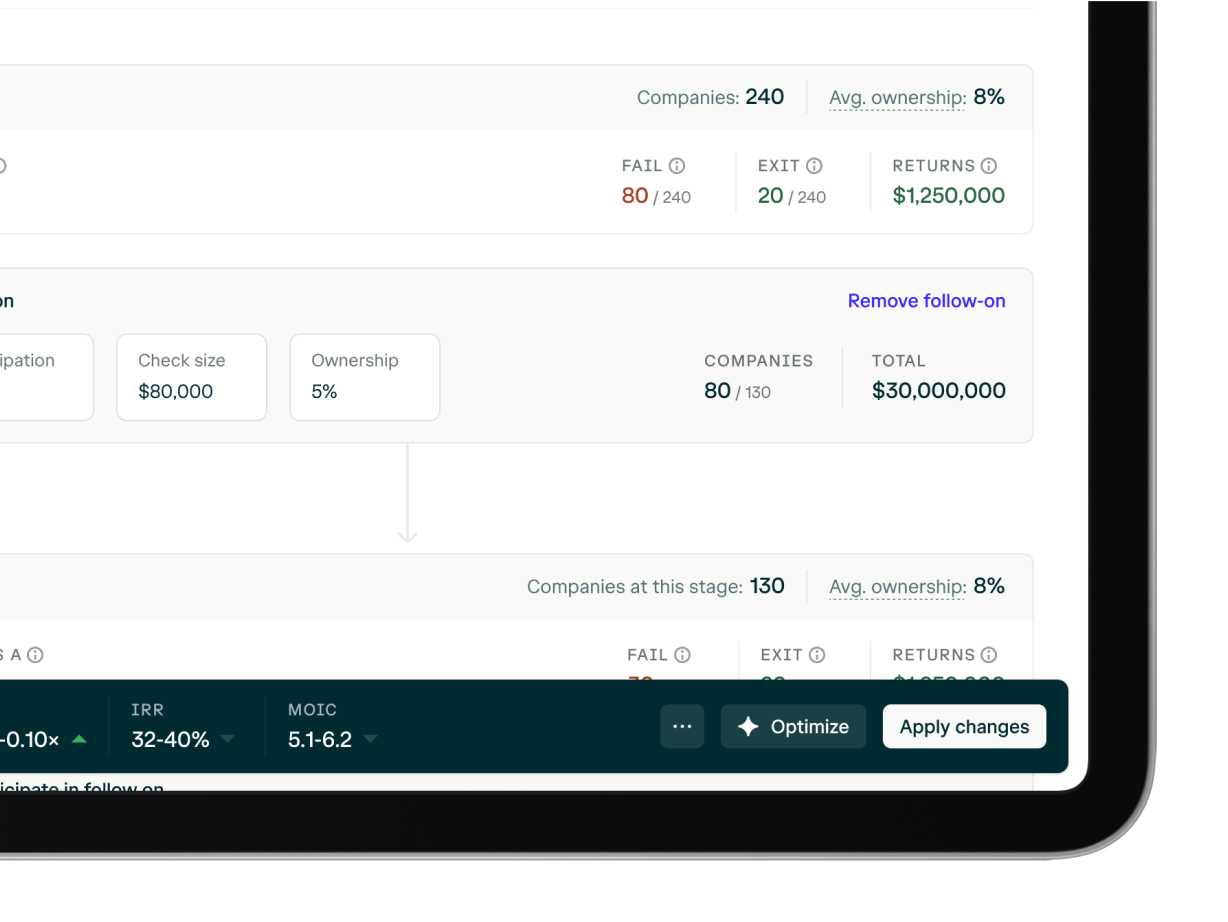 Companies: 240 Avg. ownership: 8%
FAIL EXIT RETURNS
80 / 240 20 / 240 $1,250,000
on Remove follow-on
ipation Check size Ownership COMPANIES TOTAL
$80,000 5% 80 / 130 $30,000,000
Companies at this stage: 130 Avg. ownership: 8%
S A FAIL EXIT RETURNS
IRR MOIC
-0.10× 32-40% 5.1-6.2 ··· Optimize Apply changes
icipate in follow on